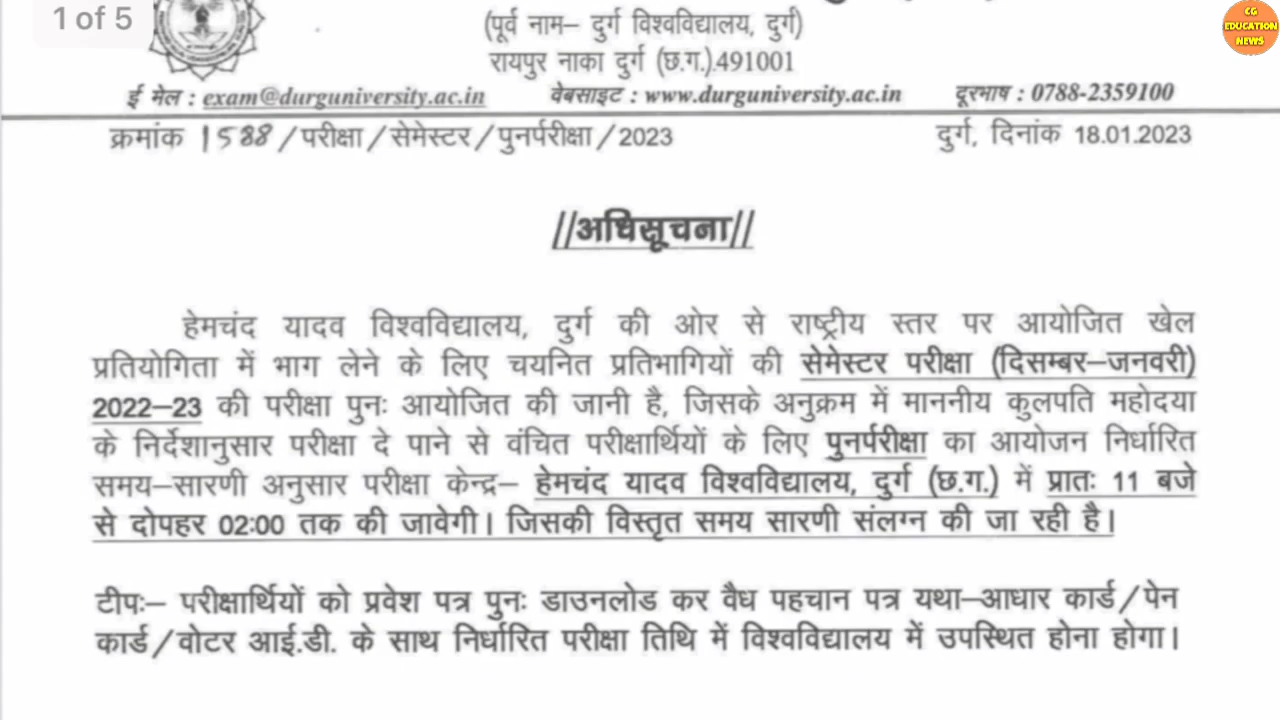 1 of 5
CG
EDUCATION
NEWS
(पूर्व नाम– दुर्ग विश्वविद्यालय, दुर्ग)
रायपुर नाका दुर्ग (छ.ग.).491001
ई मेल : exam@durguniversity.ac.in वेबसाइट : www.durguniversity.ac.in दूरभाष : 0788-2359100
क्रमांक 1588/परीक्षा/सेमेस्टर/पुनर्परीक्षा/2023 दुर्ग, दिनांक 18.01.2023
//अधिसूचना//
हेमचंद यादव विश्वविद्यालय, दुर्ग की ओर से राष्ट्रीय स्तर पर आयोजित खेल
प्रतियोगिता में भाग लेने के लिए चयनित प्रतिभागियों की सेमेस्टर परीक्षा (दिसम्बर–जनवरी)
2022–23 की परीक्षा पुनः आयोजित की जानी है, जिसके अनुक्रम में माननीय कुलपति महोदया
के निर्देशानुसार परीक्षा दे पाने से वंचित परीक्षार्थियों के लिए पुनर्परीक्षा का आयोजन निर्धारित
समय–सारणी अनुसार परीक्षा केन्द्र– हेमचंद यादव विश्वविद्यालय, दुर्ग (छ.ग.) में प्रातः 11 बजे
से दोपहर 02:00 तक की जावेगी। जिसकी विस्तृत समय सारणी संलग्न की जा रही है।
टीपः– परीक्षार्थियों को प्रवेश पत्र पुनः डाउनलोड कर वैध पहचान पत्र यथा–आधार कार्ड/पेन
कार्ड/वोटर आई.डी. के साथ निर्धारित परीक्षा तिथि में विश्वविद्यालय में उपस्थित होना होगा।